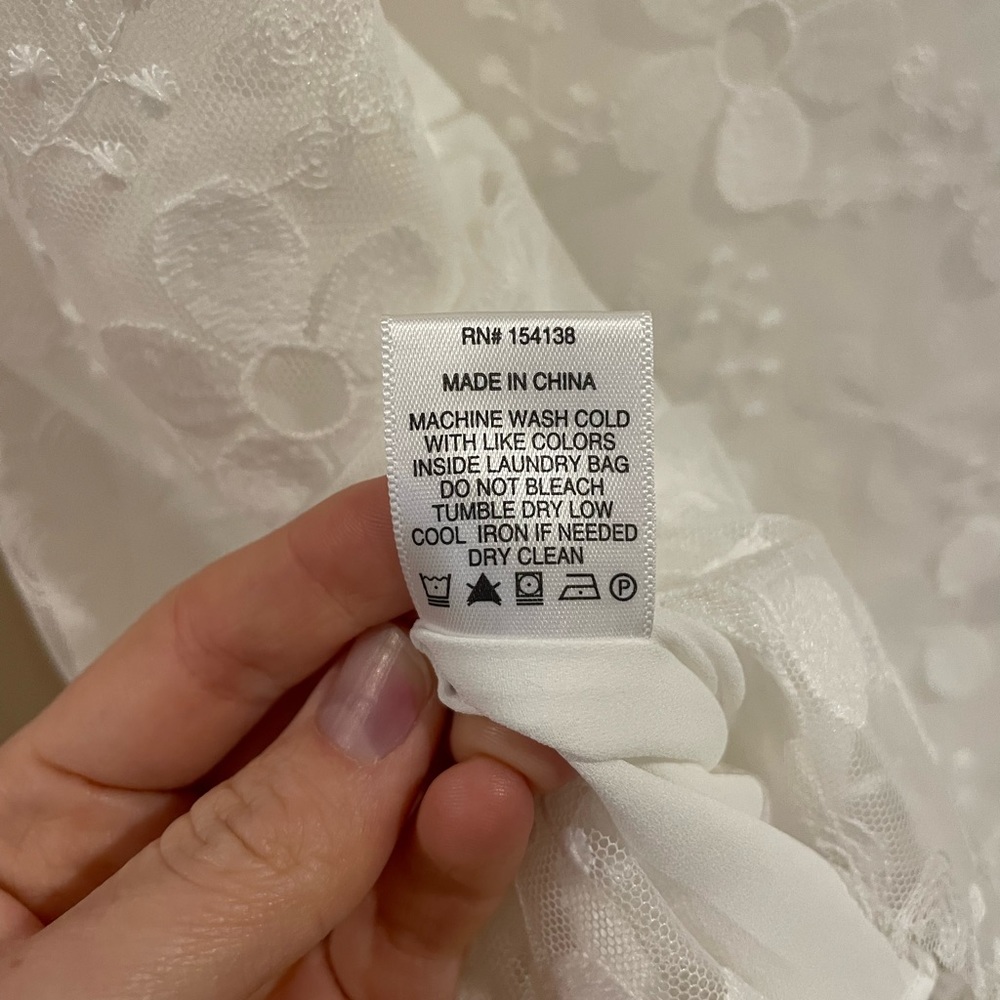 RN# 154138
MADE IN CHINA
MACHINE WASH COLD
WITH LIKE COLORS
INSIDE LAUNDRY BAG
DO NOT BLEACH
TUMBLE DRY LOW
COOL IRON IF NEEDED
DRY CLEAN
P